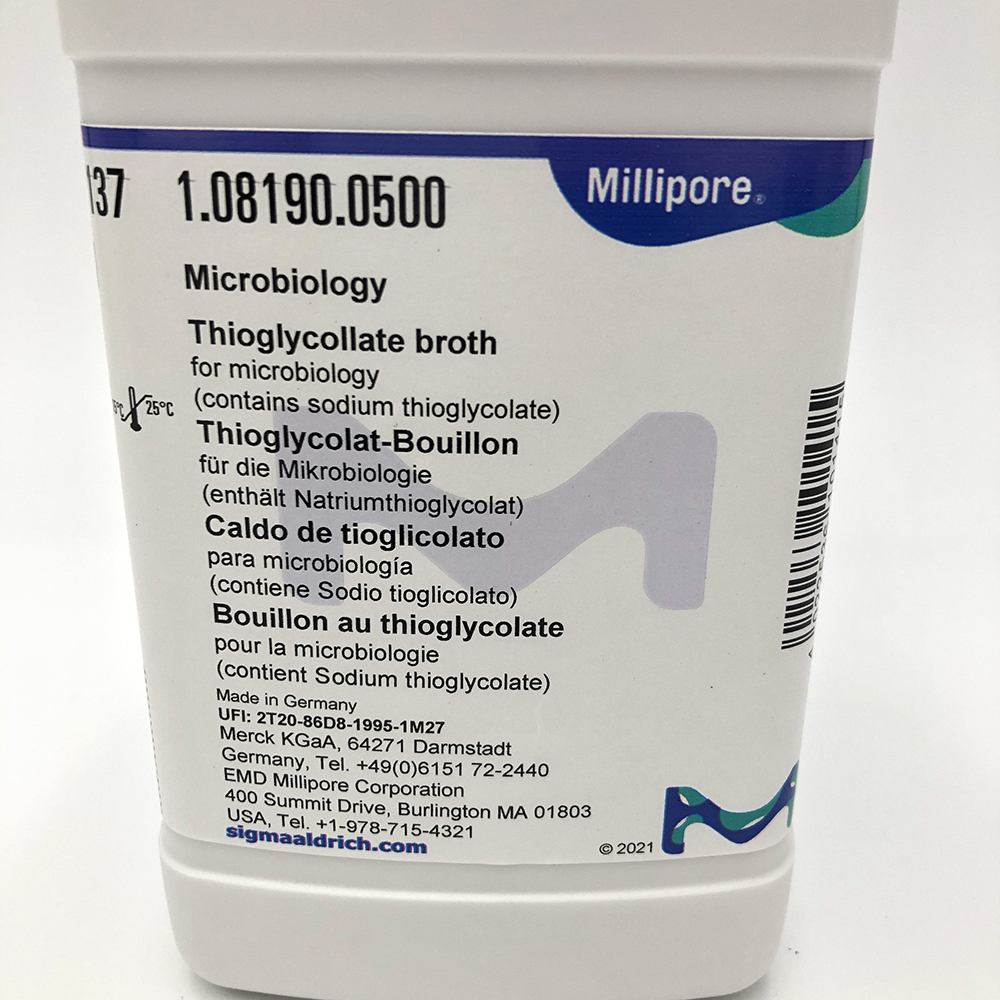 137 1.08190.0500
Millipore®
Microbiology
Thioglycollate broth
for microbiology
(contains sodium thioglycolate)
25°C
Thioglycolat-Bouillon
für die Mikrobiologie
(enthält Natriumthioglycolat)
Caldo de tioglicolato
para microbiología
(contiene Sodio tioglicolato)
Bouillon au thioglycolate
pour la microbiologie
(contient Sodium thioglycolate)
Made in Germany
UFI: 2T20-86D8-1995-1M27
Merck KGaA, 64271 Darmstadt
Germany, Tel. +49(0)6151 72-2440
EMD Millipore Corporation
400 Summit Drive, Burlington MA 01803
USA, Tel. +1-978-715-4321
sigmaaldrich.com
© 2021